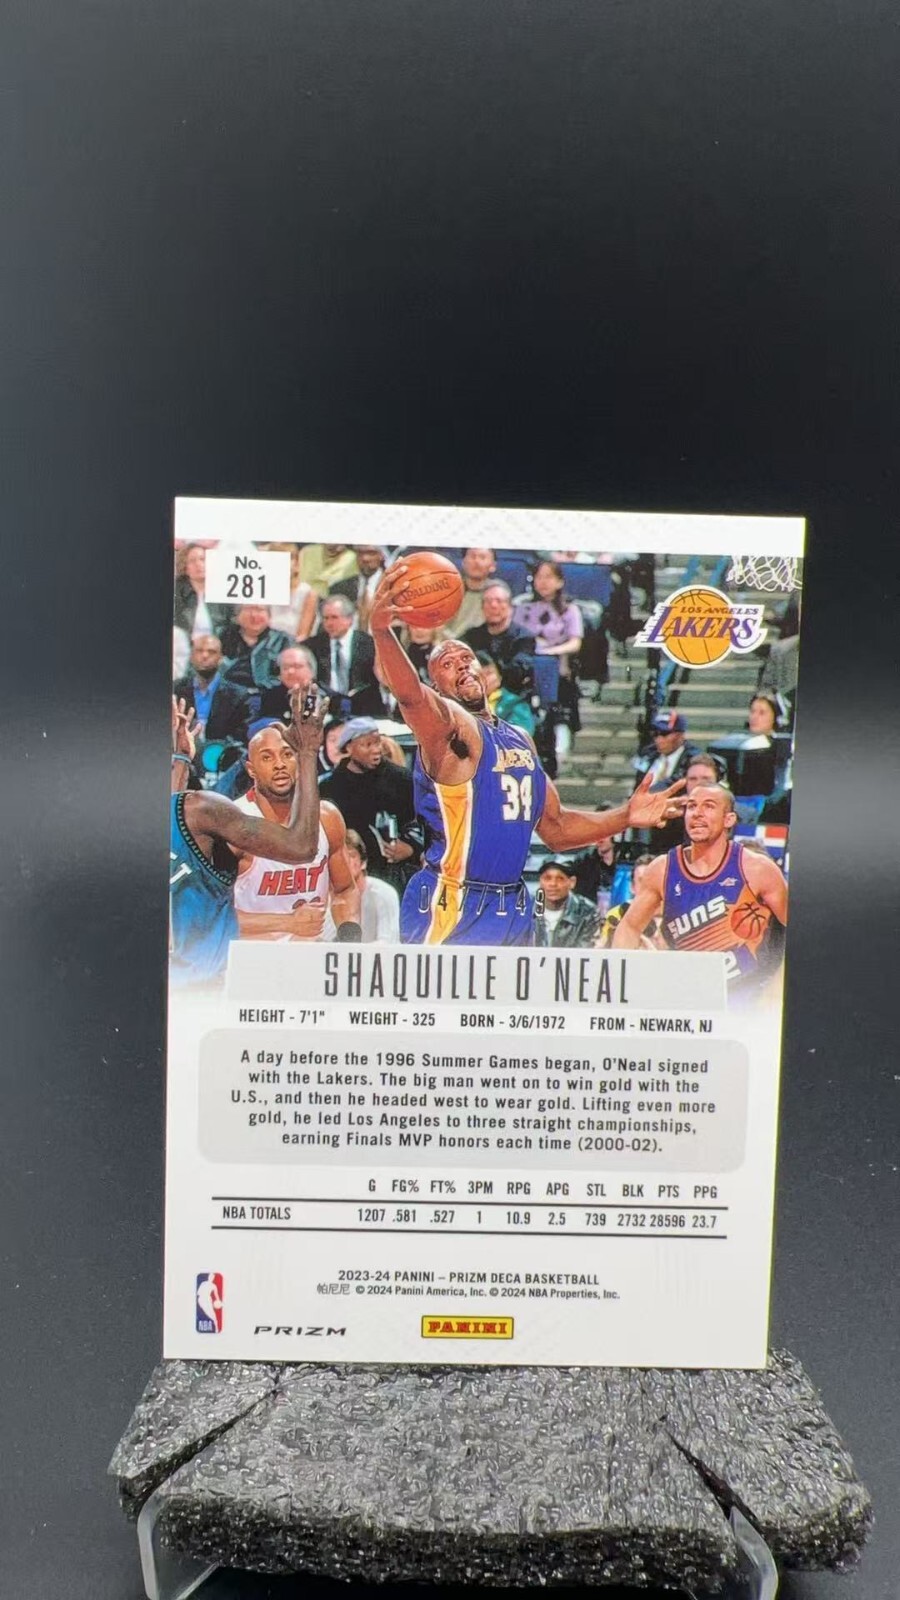 No.
281
SPALDING
LOS ANGELES
LAKERS
LAKERS
34
HEAT
SUNS
2
047/149
SHAQUILLE O'NEAL
HEIGHT - 7'1" WEIGHT - 325 BORN - 3/6/1972 FROM - NEWARK, NJ
A day before the 1996 Summer Games began, O'Neal signed
with the Lakers. The big man went on to win gold with the
U.S., and then he headed west to wear gold. Lifting even more
gold, he led Los Angeles to three straight championships,
earning Finals MVP honors each time (2000-02).
G FG% FT% 3PM RPG APG STL BLK PTS PPG
NBA TOTALS 1207 .581 .527 1 10.9 2.5 739 2732 28596 23.7
2023-24 PANINI – PRIZM DECA BASKETBALL
帕尼尼 © 2024 Panini America, Inc. © 2024 NBA Properties, Inc.
NBA
PRIZM
PANINI